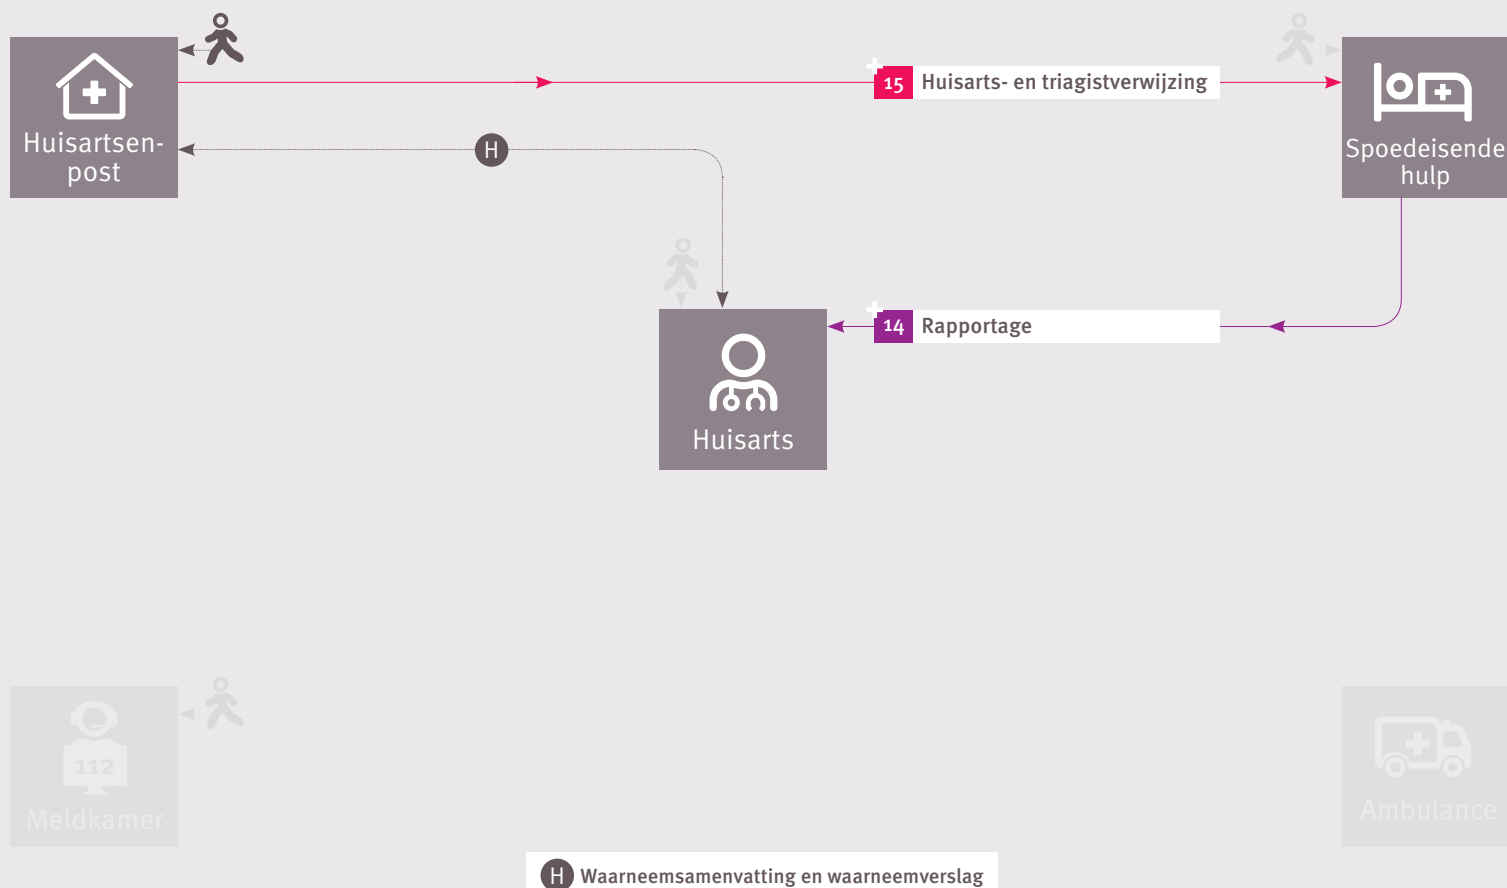 15 Huisarts- en triagistverwijzing
Huisartsen-
post
H
Spoedeisende
hulp
14 Rapportage
Huisarts
112
Meldkamer
Ambulance
H Waarneemsamenvatting en waarneemverslag